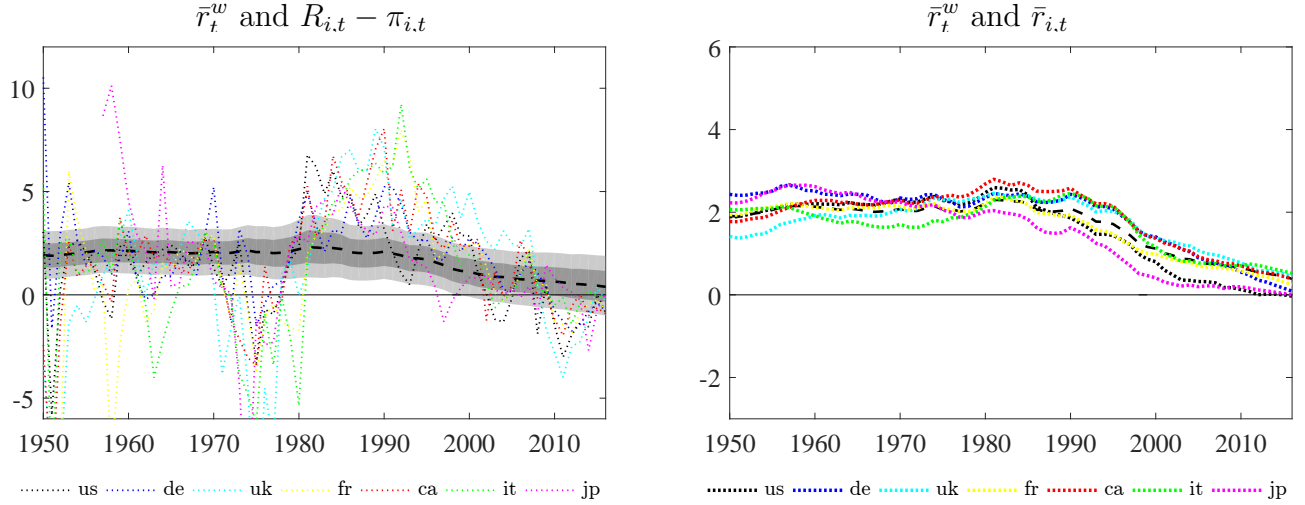 r̄ₜʷ and Rᵢ,ₜ − πᵢ,ₜ
10
5
0
-5
1950 1960 1970 1980 1990 2000 2010
us de uk fr ca it jp
r̄ₜʷ and r̄ᵢ,ₜ
6
4
2
0
-2
1950 1960 1970 1980 1990 2000 2010
us de uk fr ca it jp